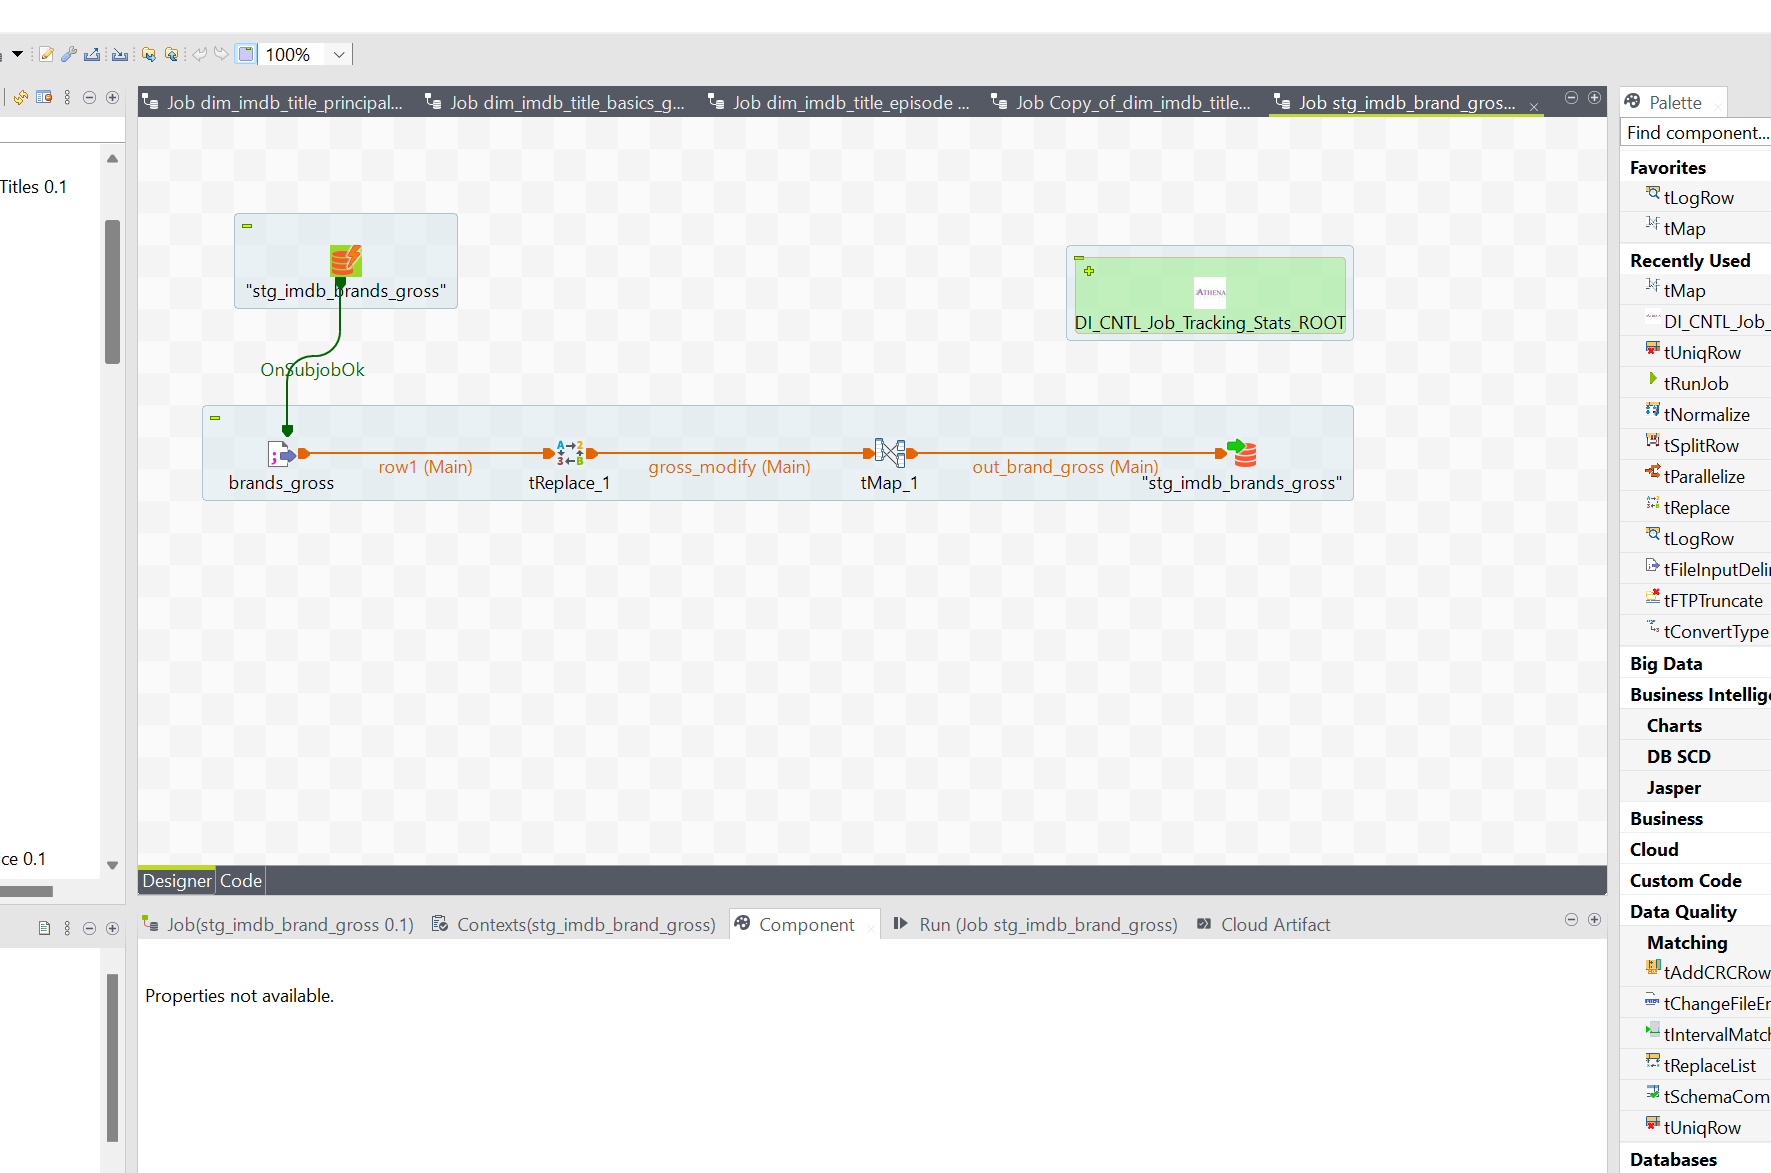 100%
Job dim_imdb_title_principal...
Job dim_imdb_title_basics_g...
Job dim_imdb_title_episode ...
Job Copy_of_dim_imdb_title...
Job stg_imdb_brand_gros...
Titles 0.1
ce 0.1
"stg_imdb_brands_gross"
OnSubjobOk
ATHENA
DI_CNTL_Job_Tracking_Stats_ROOT
row1 (Main)
gross_modify (Main)
out_brand_gross (Main)
brands_gross
tReplace_1
tMap_1
"stg_imdb_brands_gross"
Designer
Code
Job(stg_imdb_brand_gross 0.1)
Contexts(stg_imdb_brand_gross)
Component
Run (Job stg_imdb_brand_gross)
Cloud Artifact
Properties not available.
Palette
Find component...
Favorites
tLogRow
tMap
Recently Used
tMap
DI_CNTL_Job_
tUniqRow
tRunJob
tNormalize
tSplitRow
tParallelize
tReplace
tLogRow
tFileInputDeli
tFTPTruncate
tConvertType
Big Data
Business Intellig
Charts
DB SCD
Jasper
Business
Cloud
Custom Code
Data Quality
Matching
tAddCRCRow
tChangeFileEn
tIntervalMatch
tReplaceList
tSchemaCom
tUniqRow
Databases